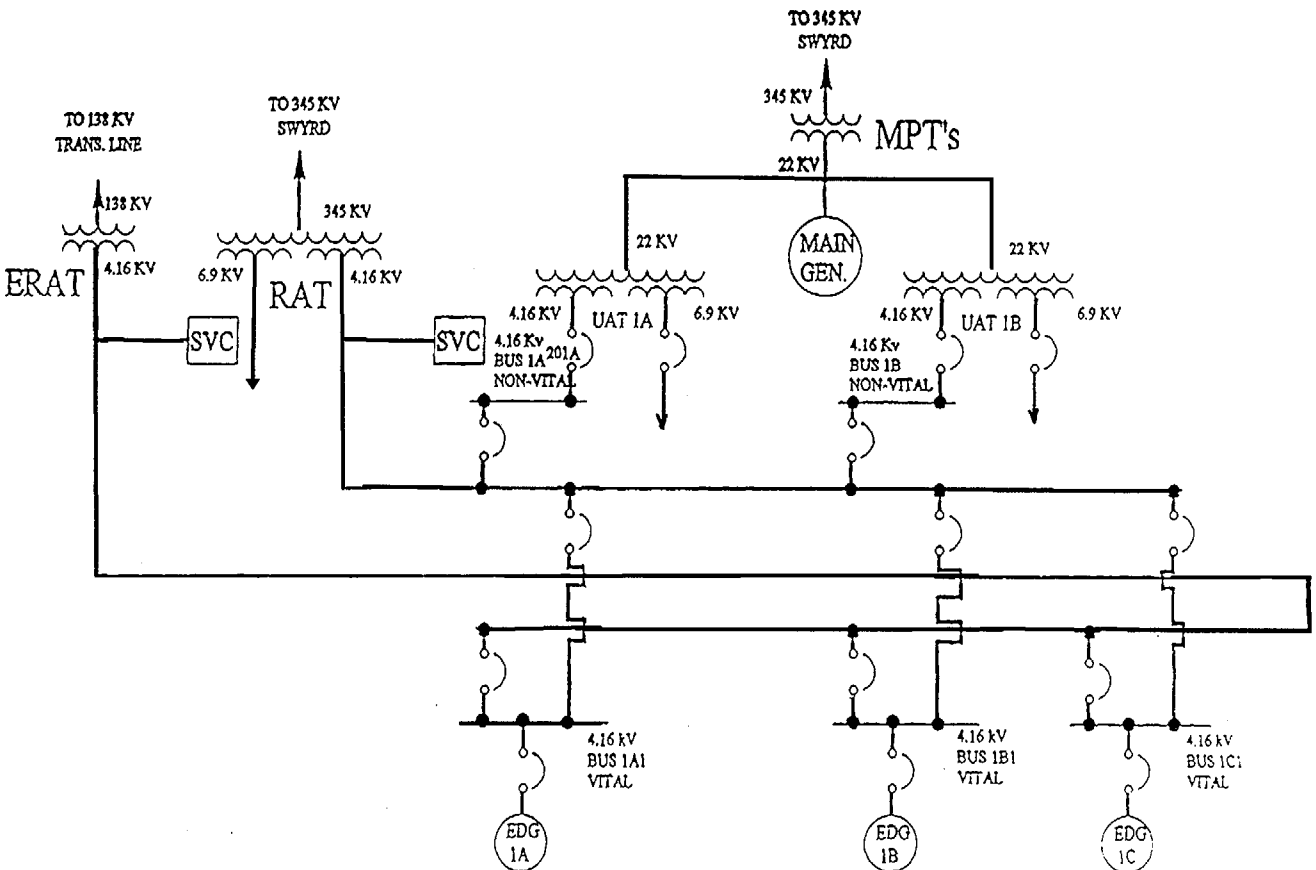 TO 345 KV
SWYRD
345 KV
MPT's
22 KV
TO 345 KV
SWYRD
TO 138 KV
TRANS. LINE
138 KV
4.16 KV
ERAT
345 KV
6.9 KV
RAT
4.16 KV
SVC
SVC
22 KV
4.16 KV
UAT 1A
6.9 KV
MAIN
GEN.
22 KV
4.16 KV
UAT 1B
6.9 KV
4.16 Kv
BUS 1A
NON-VITAL
201A
4.16 Kv
BUS 1B
NON-VITAL
4.16 kV
BUS 1A1
VITAL
4.16 kV
BUS 1B1
VITAL
4.16 kV
BUS 1C1
VITAL
EDG
1A
EDG
1B
EDG
1C